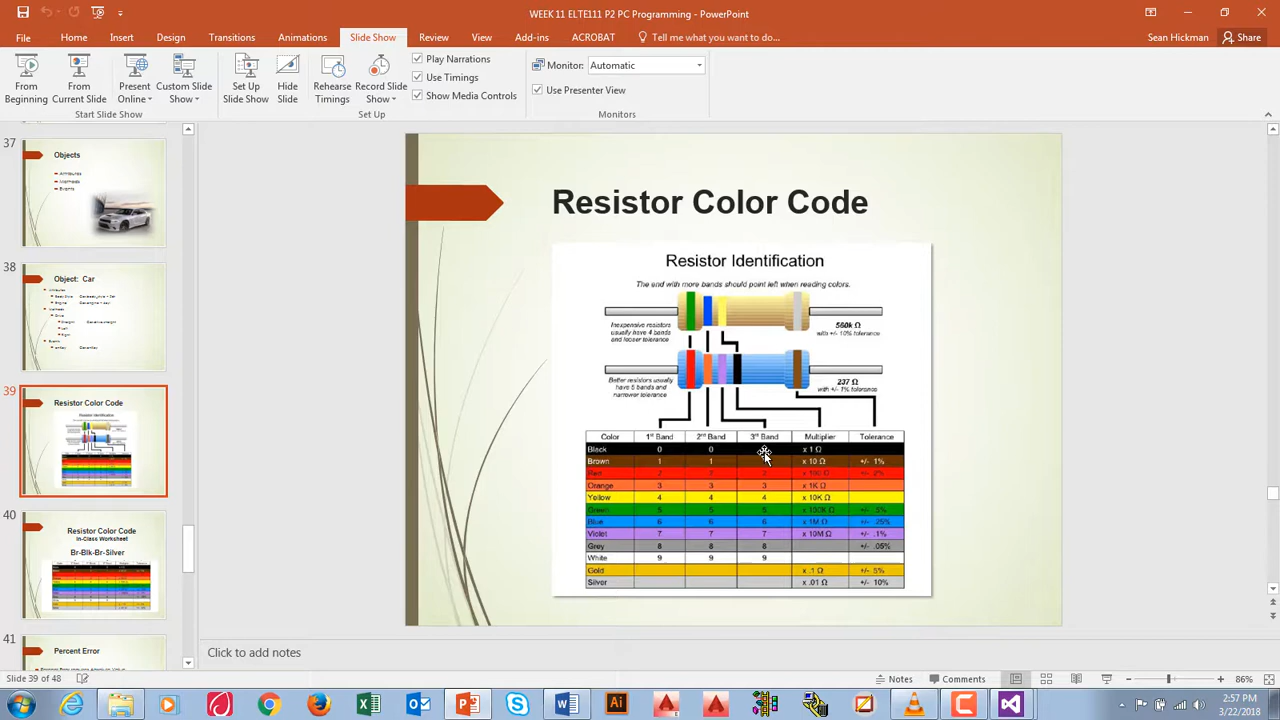 WEEK 11 ELTE111 P2 PC Programming - PowerPoint
File Home Insert Design Transitions Animations Slide Show Review View Add-ins ACROBAT Tell me what you want to do... Sean Hickman Share
From Beginning
From Current Slide
Present Online
Custom Slide Show
Start Slide Show
Set Up Slide Show
Hide Slide
Rehearse Timings
Record Slide Show
Play Narrations
Use Timings
Show Media Controls
Set Up
Monitor: Automatic
Use Presenter View
Monitors
37
Objects
Attributes
Methods
Events
38
Object: Car
Attributes
Methods
Events
39
Resistor Color Code
40
Resistor Color Code
In-Class Worksheet
Br-Blk-Br-Silver
41
Percent Error
Resistor Color Code
Resistor Identification
The end with more bands should point left when reading colors.
Inexpensive resistors
usually have 4 bands
and looser tolerance
560k Ω
with +/- 10% tolerance
Better resistors usually
have 5 bands and
narrower tolerance
237 Ω
with +/- 1% tolerance
Color 1st Band 2nd Band 3rd Band Multiplier Tolerance
Black 0 0 x 1 Ω
Brown 1 1 x 10 Ω +/- 1%
Red 2 2 2 x 100 Ω +/- 2%
Orange 3 3 3 x 1K Ω
Yellow 4 4 4 x 10K Ω
Green 5 5 5 x 100K Ω +/- .5%
Blue 6 6 6 x 1M Ω +/- .25%
Violet 7 7 7 x 10M Ω +/- .1%
Grey 8 8 8 +/- .05%
White 9 9 9
Gold x .1 Ω +/- 5%
Silver x .01 Ω +/- 10%
Click to add notes
Slide 39 of 48 Notes Comments 86%
2:57 PM
3/22/2018